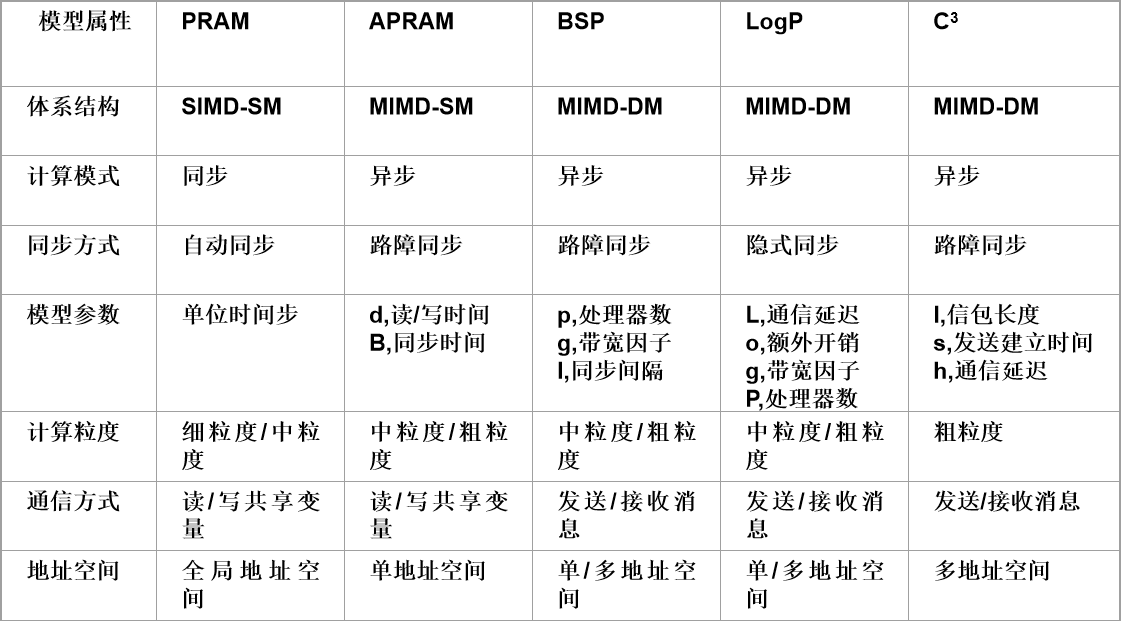 模型属性 PRAM APRAM BSP LogP C³
体系结构 SIMD-SM MIMD-SM MIMD-DM MIMD-DM MIMD-DM
计算模式 同步 异步 异步 异步 异步
同步方式 自动同步 路障同步 路障同步 隐式同步 路障同步
模型参数 单位时间步 d,读/写时间 p,处理器数 L,通信延迟 l,信包长度
B,同步时间 g,带宽因子 o,额外开销 s,发送建立时间
l,同步间隔 g,带宽因子 h,通信延迟
P,处理器数
计算粒度 细粒度/中粒 中粒度/粗粒 中粒度/粗粒 中粒度/粗粒 粗粒度
度 度 度 度
通信方式 读/写共享变 读/写共享变 发送/接收消 发送/接收消 发送/接收消息
量 量 息 息
地址空间 全局地址空 单地址空间 单/多地址空 单/多地址空 多地址空间
间 间 间